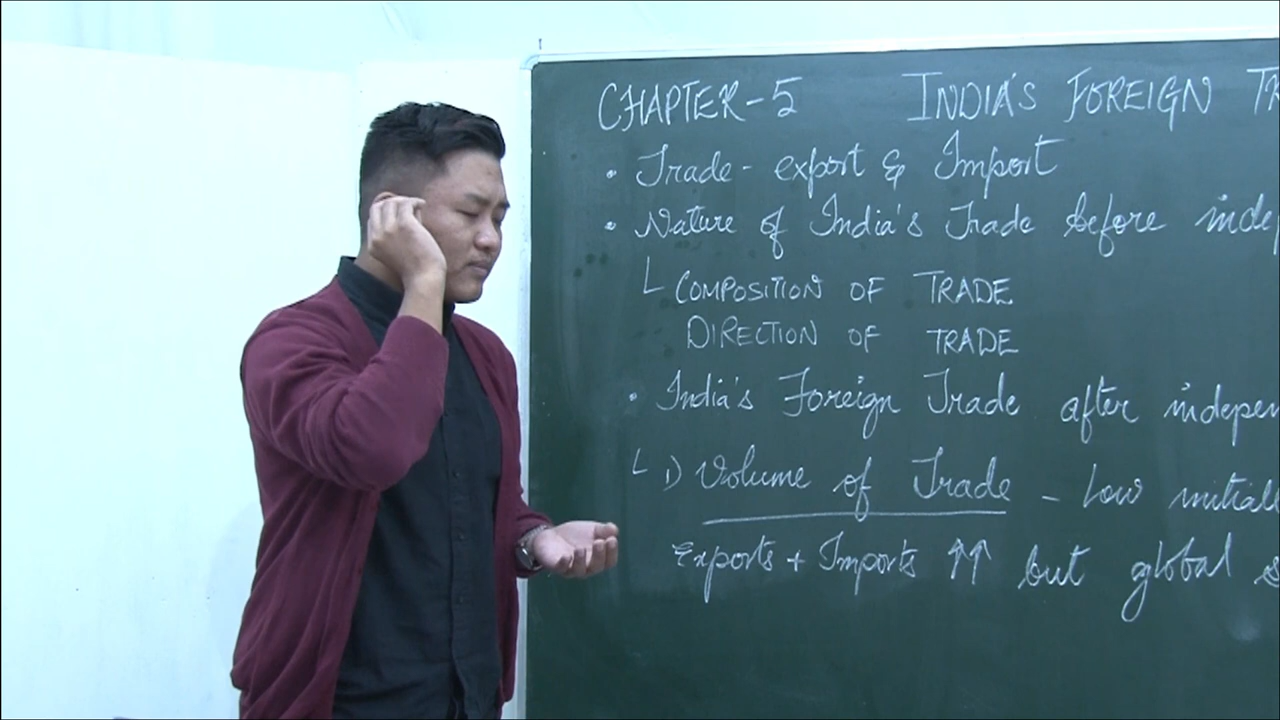 CHAPTER-5 INDIA'S FOREIGN
• Trade - export & Import
• Nature of India's Trade before
└ COMPOSITION OF TRADE
DIRECTION OF TRADE
• India's Foreign Trade after
└ 1) Volume of Trade - Low
Exports + Imports ↑↑ but global